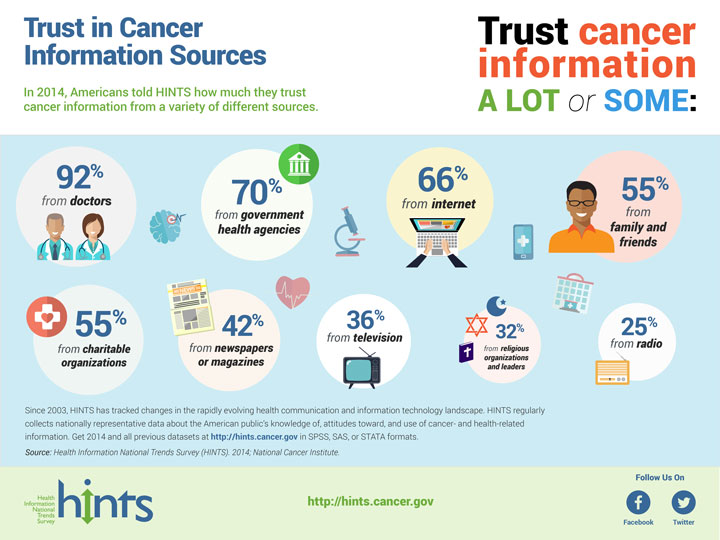 Trust in Cancer
Information Sources
In 2014, Americans told HINTS how much they trust
cancer information from a variety of different sources.
Trust cancer
information
A LOT or SOME:
92%
from doctors
70%
from government
health agencies
66%
from internet
55%
from
family and
friends
55%
from charitable
organizations
42%
from newspapers
or magazines
36%
from television
32%
from religious
organizations
and leaders
25%
from radio
Since 2003, HINTS has tracked changes in the rapidly evolving health communication and information technology landscape. HINTS regularly
collects nationally representative data about the American public's knowledge of, attitudes toward, and use of cancer- and health-related
information. Get 2014 and all previous datasets at http://hints.cancer.gov in SPSS, SAS, or STATA formats.
Source: Health Information National Trends Survey (HINTS). 2014; National Cancer Institute.
Health
Information
National
Trends
Survey
hints
http://hints.cancer.gov
Follow Us On
Facebook
Twitter